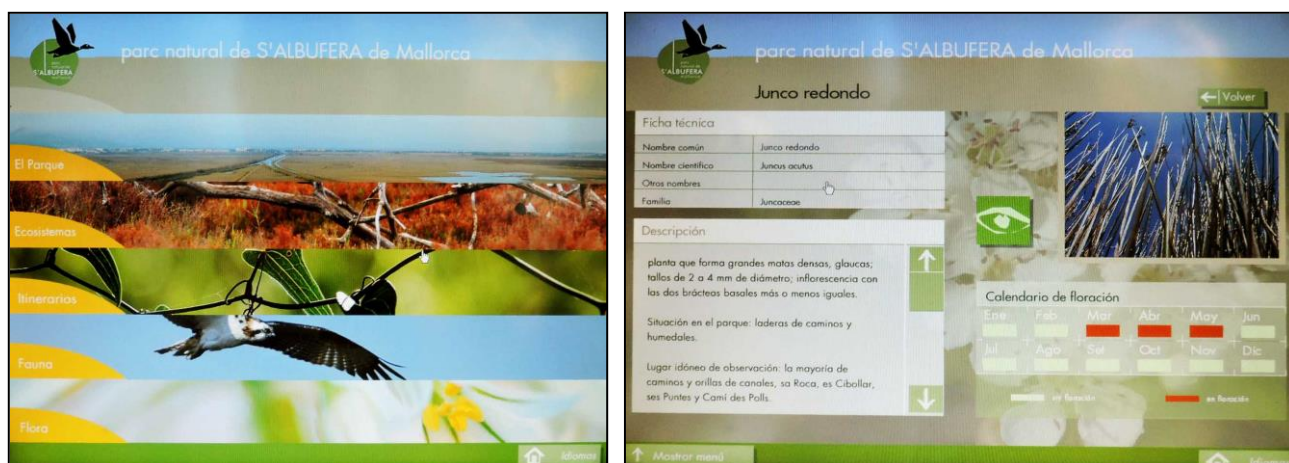 parc natural de S'ALBUFERA de Mallorca
S'ALBUFERA
El Parque
Ecosistemas
Itinerarios
Fauna
Flora
Idiomas
parc natural de S'ALBUFERA de Mallorca
S'ALBUFERA
Junco redondo
Volver
Ficha técnica
Nombre común Junco redondo
Nombre científico Juncus acutus
Otros nombres
Familia Juncaceae
Descripción
planta que forma grandes matas densas, glaucas;
tallos de 2 a 4 mm de diámetro; inflorescencia con
las dos brácteas basales más o menos iguales.
Situación en el parque: laderas de caminos y
humedales.
Lugar idóneo de observación: la mayoría de
caminos y orillas de canales, sa Roca, es Cibollar,
ses Puntes y Camí des Polls.
Calendario de floración
Ene Feb Mar Abr May Jun
Jul Ago Set Oct Nov Dic
en floración
Mostrar menú
Idiomas